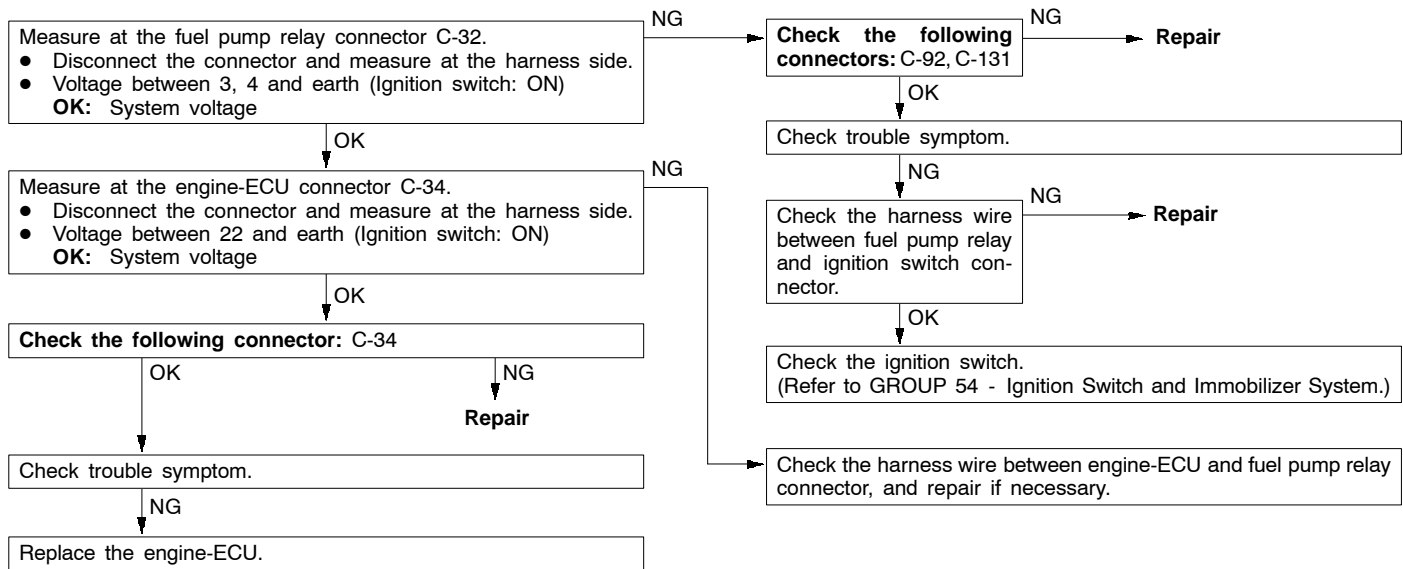 Measure at the fuel pump relay connector C-32.
● Disconnect the connector and measure at the harness side.
● Voltage between 3, 4 and earth (Ignition switch: ON)
OK: System voltage
OK
Measure at the engine-ECU connector C-34.
● Disconnect the connector and measure at the harness side.
● Voltage between 22 and earth (Ignition switch: ON)
OK: System voltage
OK
Check the following connector: C-34
OK
NG
Repair
Check trouble symptom.
NG
Replace the engine-ECU.
NG
Check the following
connectors: C-92, C-131
NG
Repair
OK
Check trouble symptom.
NG
Check the harness wire
between fuel pump relay
and ignition switch con-
nector.
NG
Repair
OK
Check the ignition switch.
(Refer to GROUP 54 - Ignition Switch and Immobilizer System.)
NG
Check the harness wire between engine-ECU and fuel pump relay
connector, and repair if necessary.